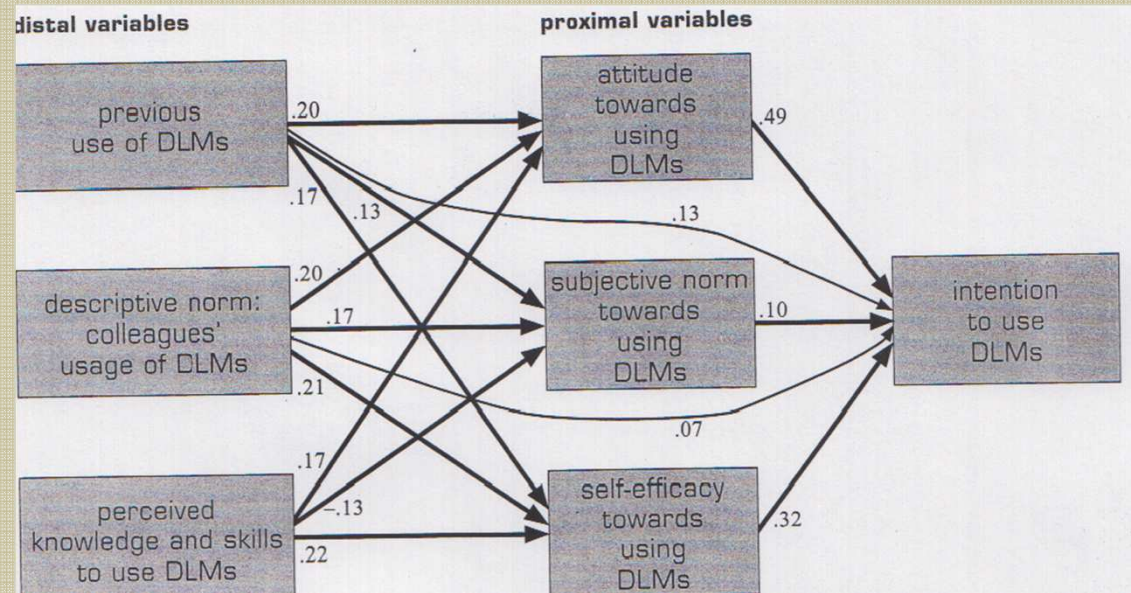 distal variables
proximal variables
previous
use of DLMs
descriptive norm:
colleagues'
usage of DLMs
perceived
knowledge and skills
to use DLMs
attitude
towards
using
DLMs
subjective norm
towards
using
DLMs
self-efficacy
towards
using
DLMs
intention
to use
DLMs
.20
.17
.13
.20
.17
.21
.17
–.13
.22
.49
.13
.10
.07
.32